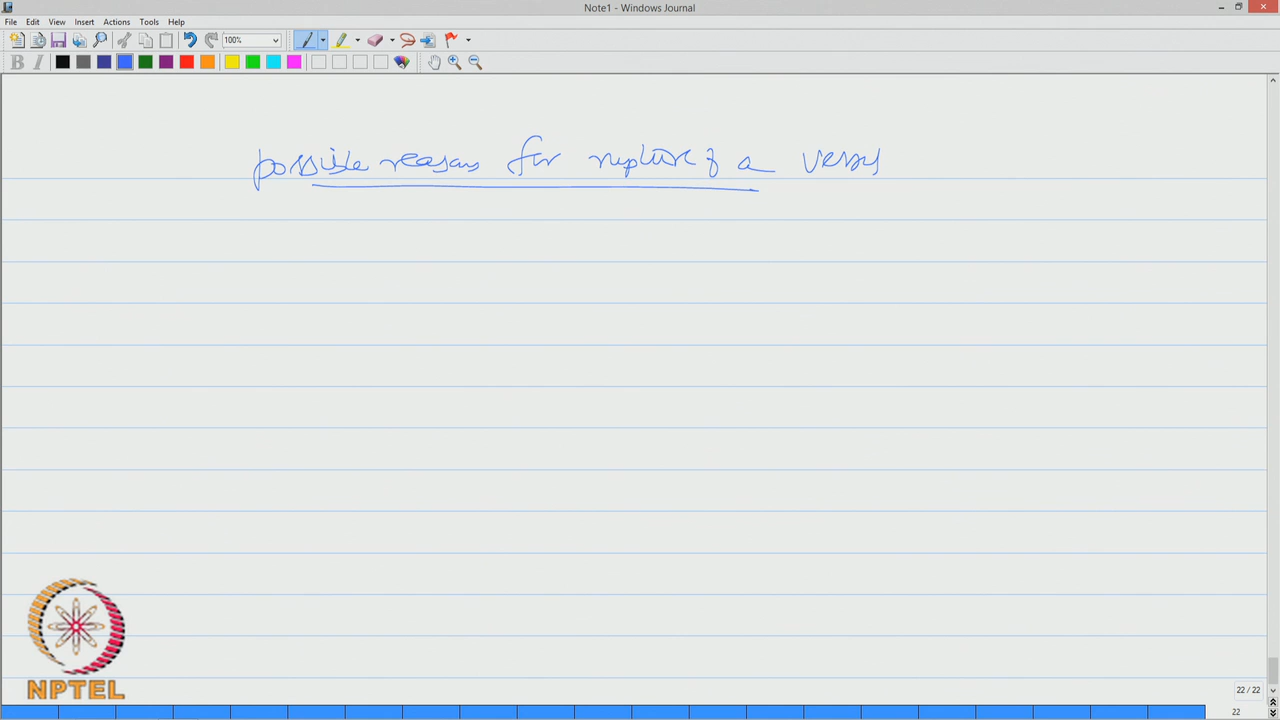 Note1 - Windows Journal
File Edit View Insert Actions Tools Help
100%
B I
possible reasons for rupture of a vessel
NPTEL
22 / 22
22